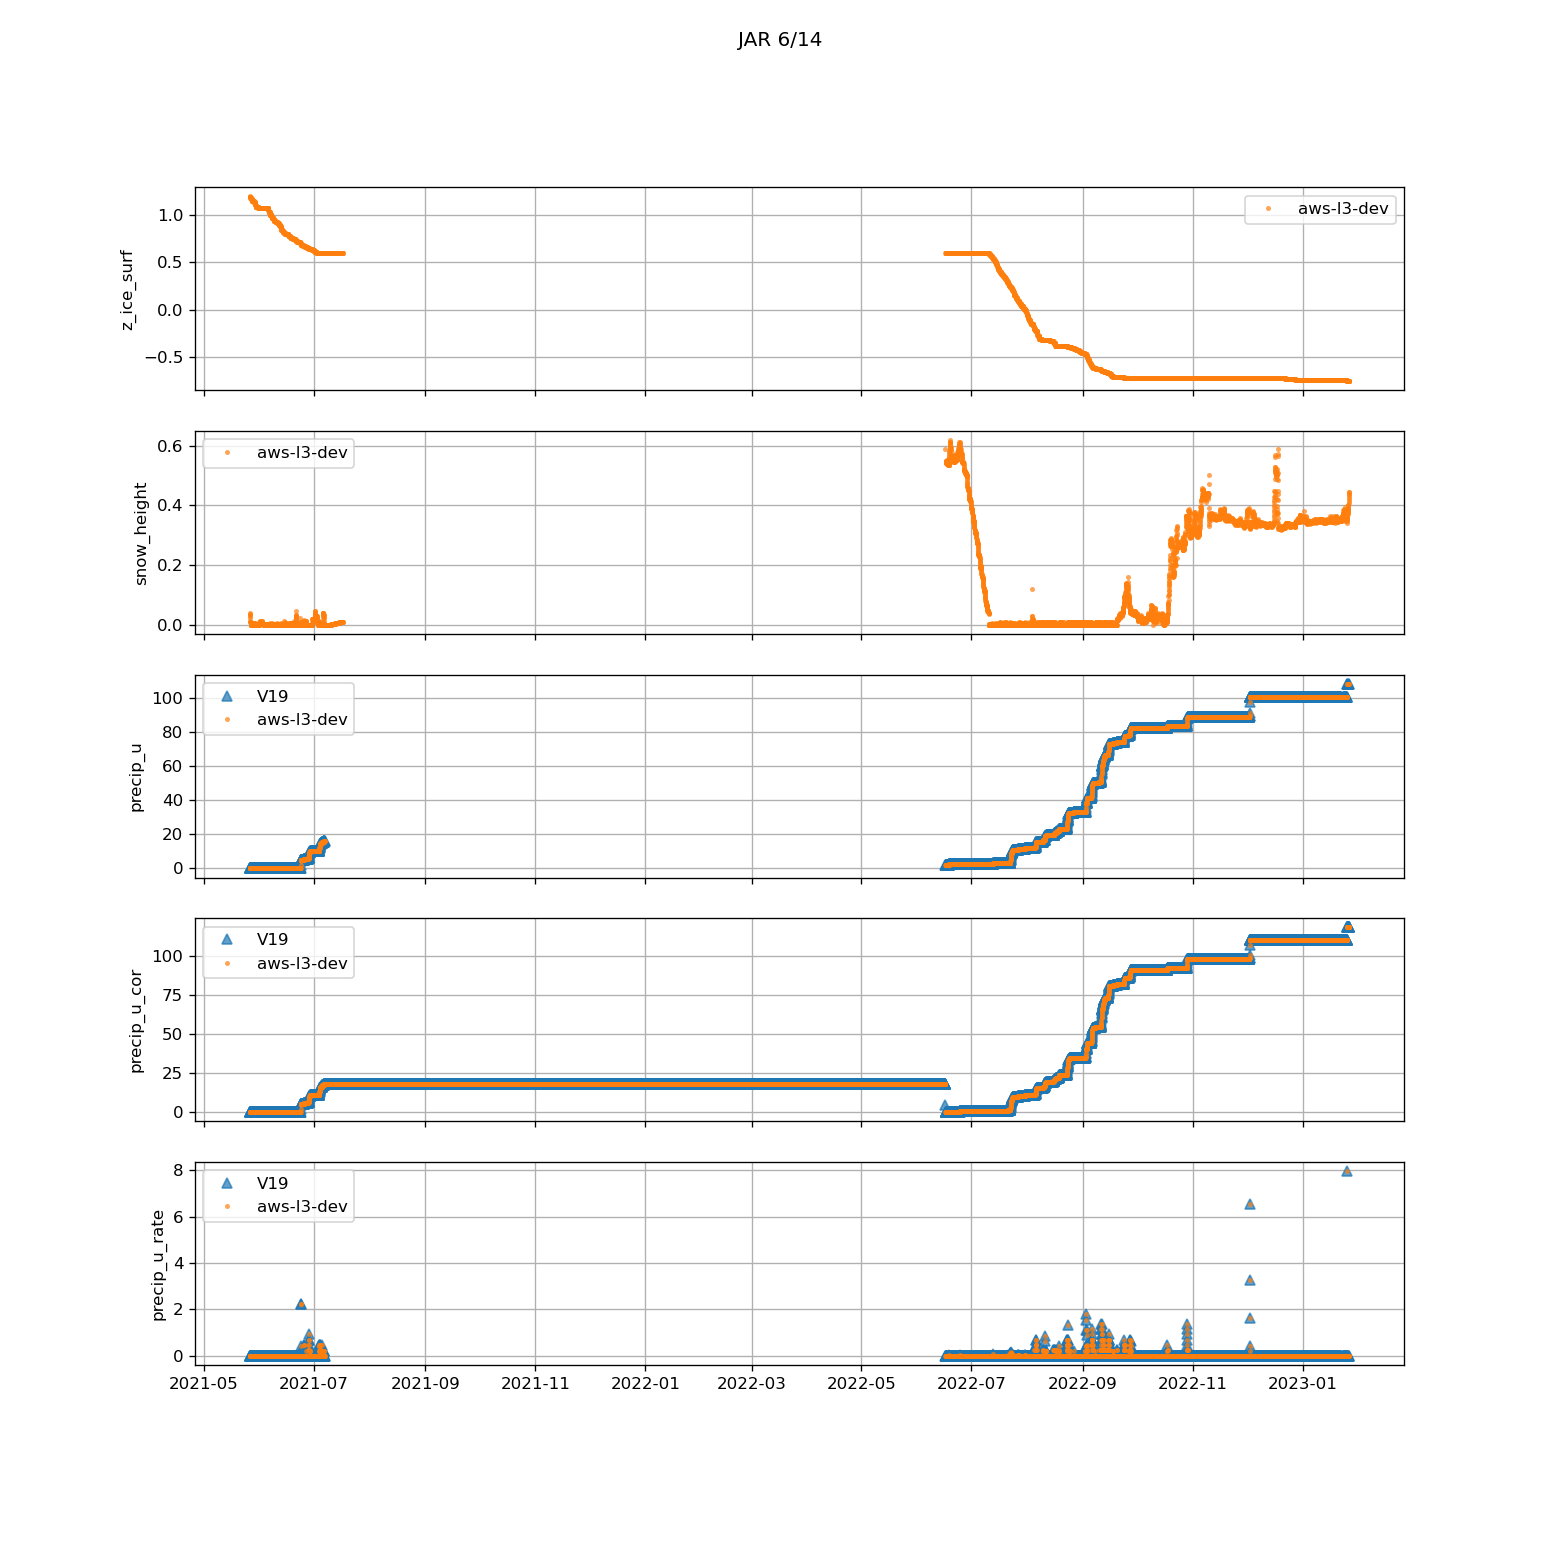 JAR 6/14
z_ice_surf
1.0
0.5
0.0
−0.5
aws-l3-dev
snow_height
0.6
0.4
0.2
0.0
aws-l3-dev
precip_u
100
80
60
40
20
0
V19
aws-l3-dev
precip_u_cor
100
75
50
25
0
V19
aws-l3-dev
precip_u_rate
8
6
4
2
0
V19
aws-l3-dev
2021-05 2021-07 2021-09 2021-11 2022-01 2022-03 2022-05 2022-07 2022-09 2022-11 2023-01